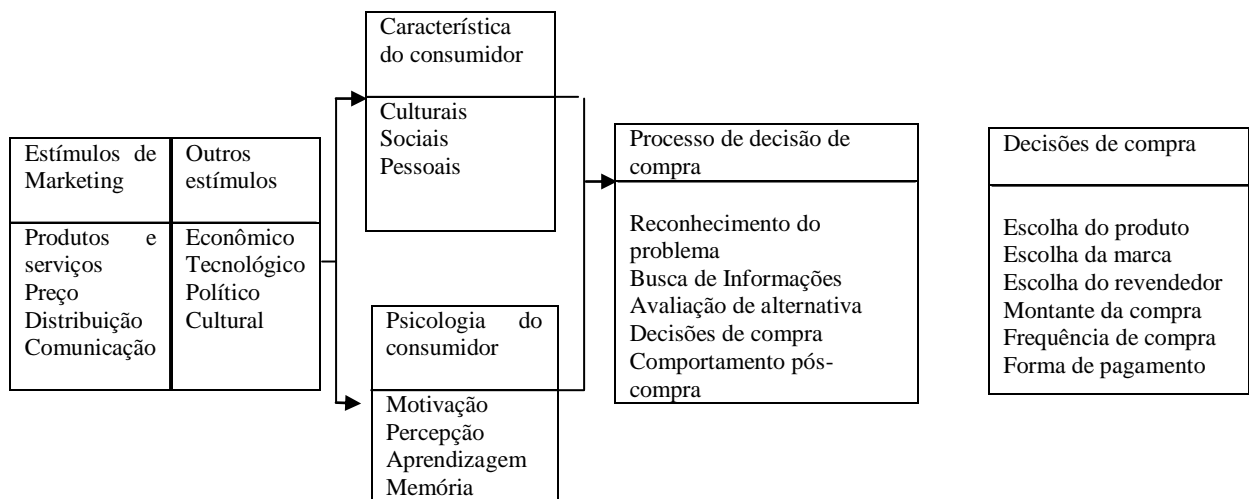 Estímulos de
Marketing
Produtos e
serviços
Preço
Distribuição
Comunicação
Outros
estímulos
Econômico
Tecnológico
Político
Cultural
Característica
do consumidor
Culturais
Sociais
Pessoais
Psicologia do
consumidor
Motivação
Percepção
Aprendizagem
Memória
Processo de decisão de
compra
Reconhecimento do
problema
Busca de Informações
Avaliação de alternativa
Decisões de compra
Comportamento pós-
compra
Decisões de compra
Escolha do produto
Escolha da marca
Escolha do revendedor
Montante da compra
Frequência de compra
Forma de pagamento